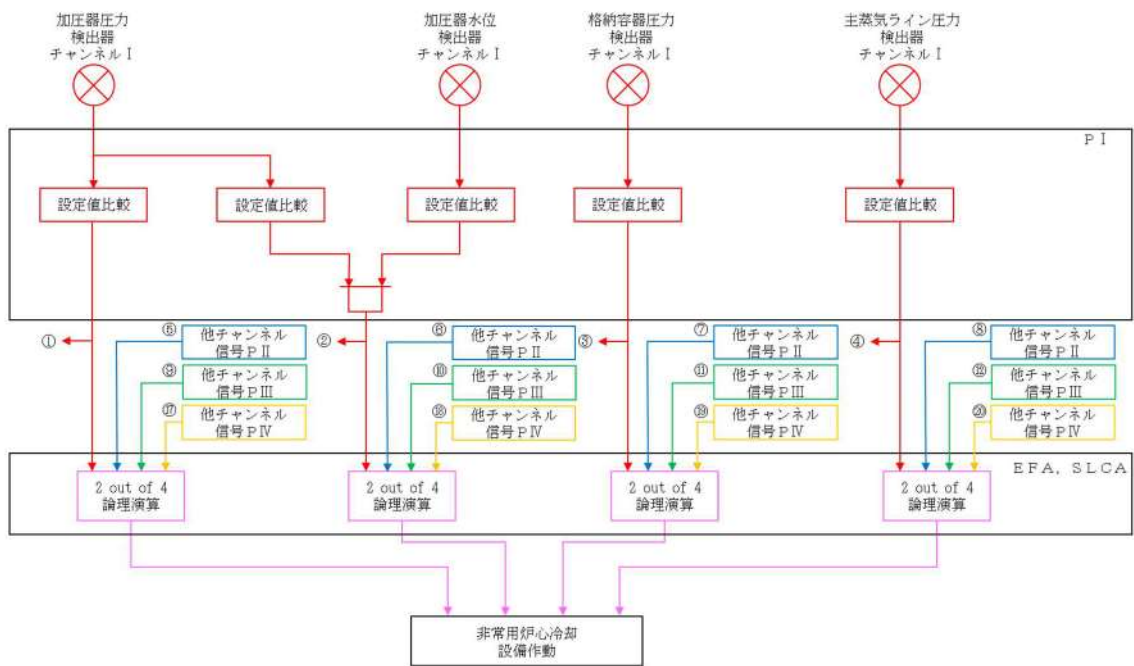 加圧器圧力
検出器
チャンネルⅠ
加圧器水位
検出器
チャンネルⅠ
格納容器圧力
検出器
チャンネルⅠ
主蒸気ライン圧力
検出器
チャンネルⅠ
ＰⅠ
設定値比較
設定値比較
設定値比較
設定値比較
設定値比較
①
⑤
他チャンネル
信号ＰⅡ
⑨
他チャンネル
信号ＰⅢ
⑰
他チャンネル
信号ＰⅣ
②
⑥
他チャンネル
信号ＰⅡ
⑩
他チャンネル
信号ＰⅢ
⑱
他チャンネル
信号ＰⅣ
③
⑦
他チャンネル
信号ＰⅡ
⑪
他チャンネル
信号ＰⅢ
⑲
他チャンネル
信号ＰⅣ
④
⑧
他チャンネル
信号ＰⅡ
⑫
他チャンネル
信号ＰⅢ
⑳
他チャンネル
信号ＰⅣ
ＥＦＡ, ＳＬＣＡ
2 out of 4
論理演算
2 out of 4
論理演算
2 out of 4
論理演算
2 out of 4
論理演算
非常用炉心冷却
設備作動